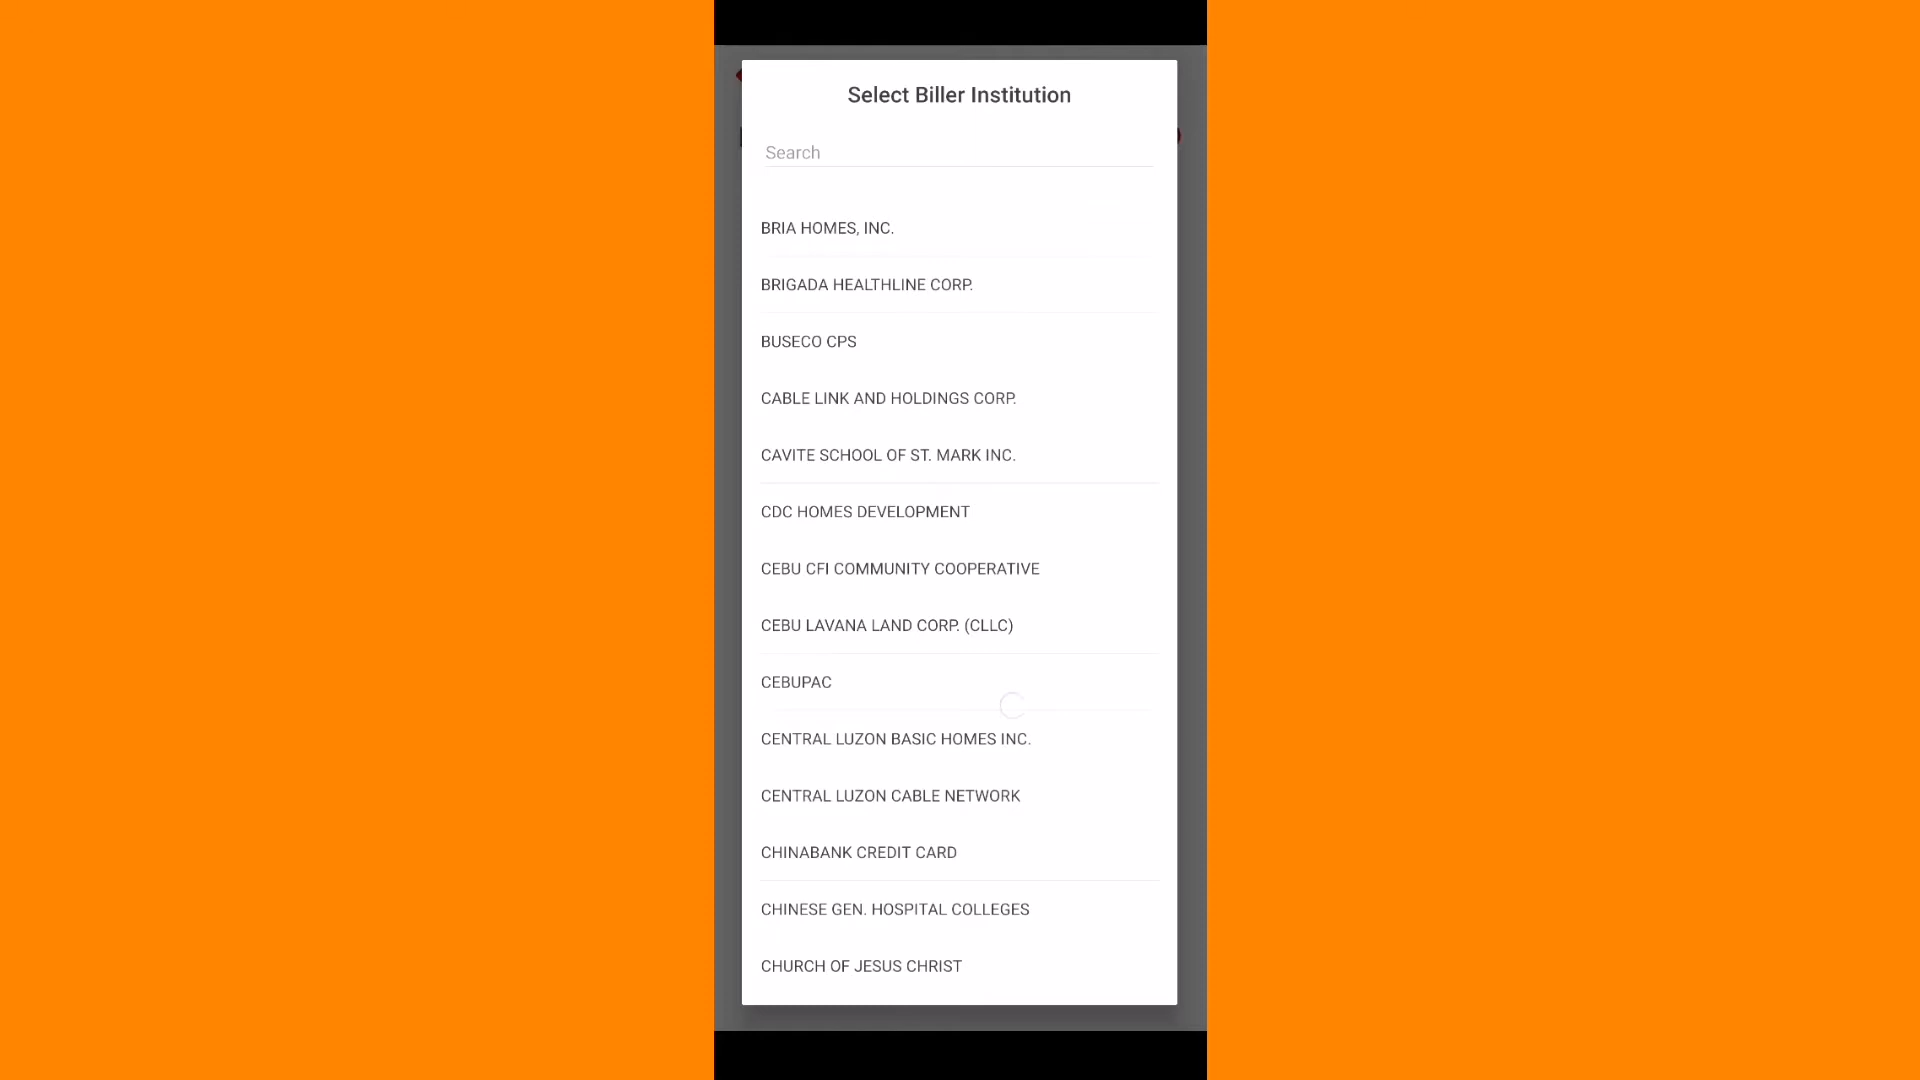 Select Biller Institution
Search
BRIA HOMES, INC.
BRIGADA HEALTHLINE CORP.
BUSECO CPS
CABLE LINK AND HOLDINGS CORP.
CAVITE SCHOOL OF ST. MARK INC.
CDC HOMES DEVELOPMENT
CEBU CFI COMMUNITY COOPERATIVE
CEBU LAVANA LAND CORP. (CLLC)
CEBUPAC
CENTRAL LUZON BASIC HOMES INC.
CENTRAL LUZON CABLE NETWORK
CHINABANK CREDIT CARD
CHINESE GEN. HOSPITAL COLLEGES
CHURCH OF JESUS CHRIST